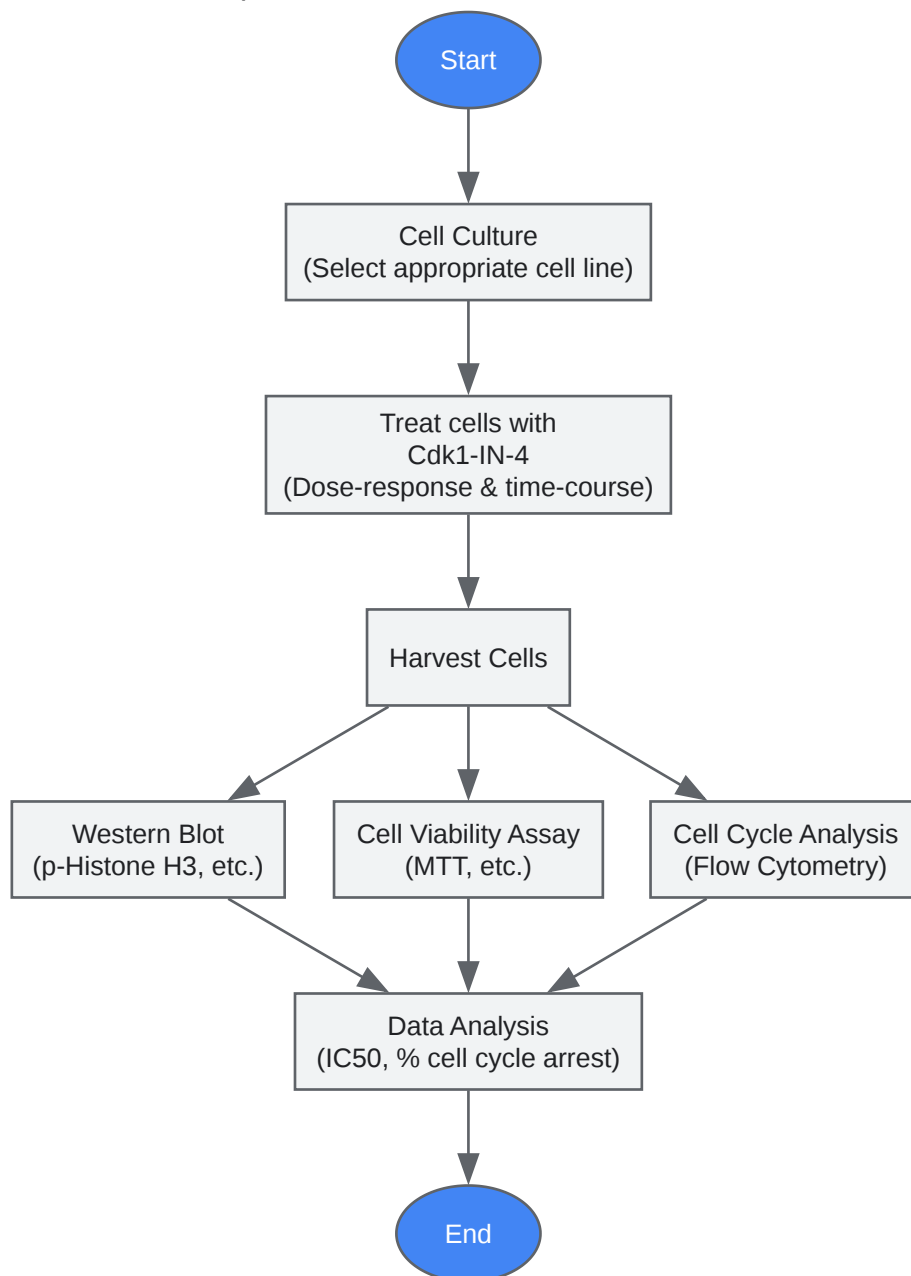 Start
Cell Culture
(Select appropriate cell line)
Treat cells with
Cdk1-IN-4
(Dose-response & time-course)
Harvest Cells
Western Blot
(p-Histone H3, etc.)
Cell Viability Assay
(MTT, etc.)
Cell Cycle Analysis
(Flow Cytometry)
Data Analysis
(IC50, % cell cycle arrest)
End